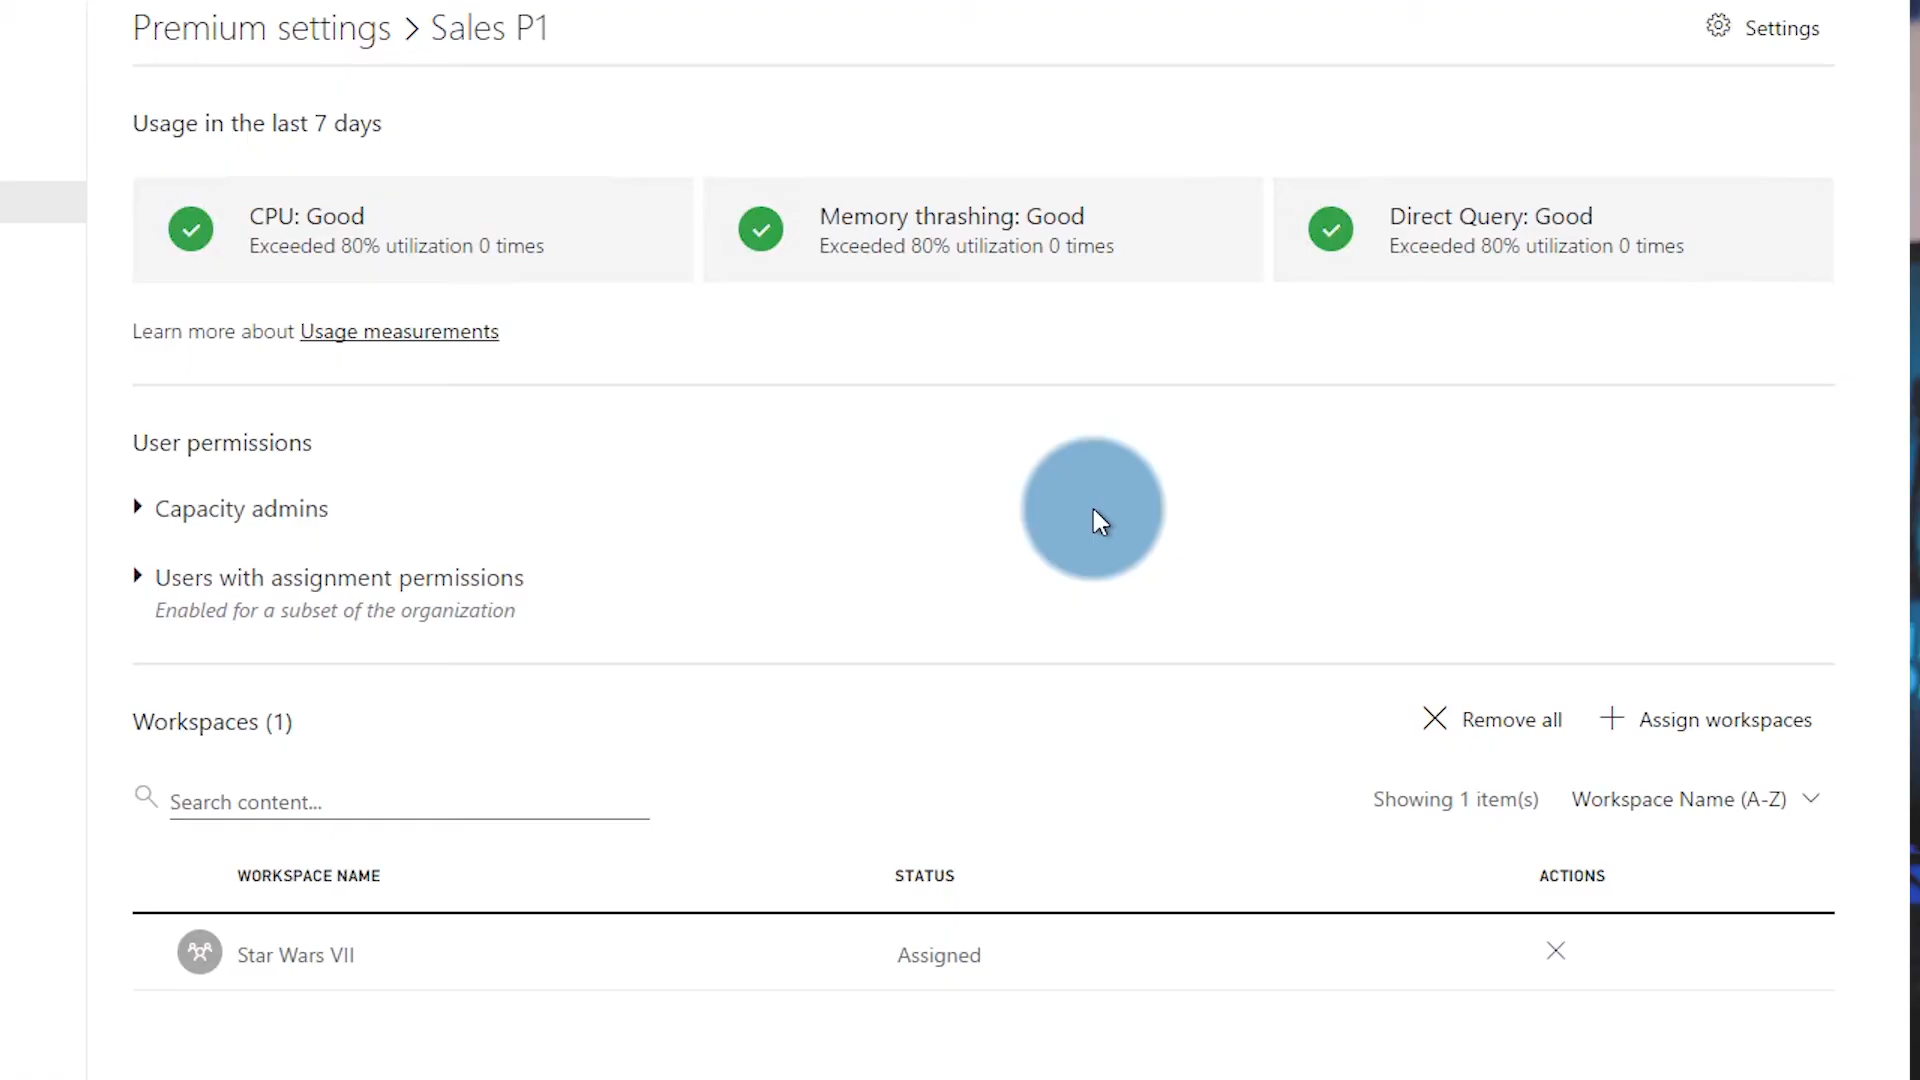 Premium settings > Sales P1
Settings
Usage in the last 7 days
CPU: Good
Exceeded 80% utilization 0 times
Memory thrashing: Good
Exceeded 80% utilization 0 times
Direct Query: Good
Exceeded 80% utilization 0 times
Learn more about Usage measurements
User permissions
Capacity admins
Users with assignment permissions
Enabled for a subset of the organization
Workspaces (1)
Remove all
Assign workspaces
Search content...
Showing 1 item(s)
Workspace Name (A-Z)
WORKSPACE NAME
STATUS
ACTIONS
Star Wars VII
Assigned